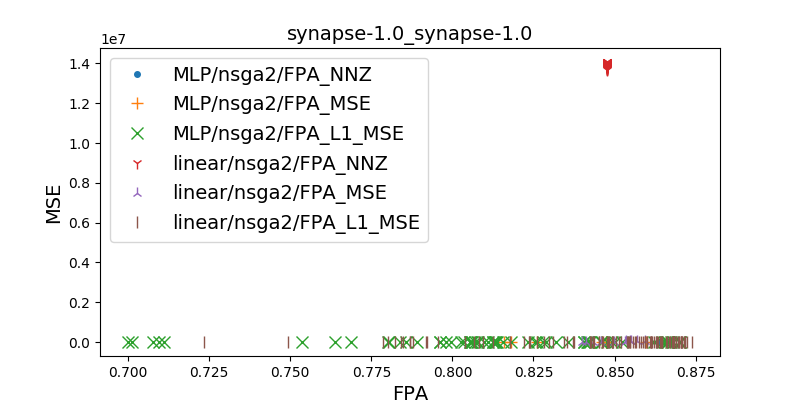 synapse-1.0_synapse-1.0
1e7
1.4
1.2
1.0
0.8
0.6
0.4
0.2
0.0
MSE
MLP/nsga2/FPA_NNZ
MLP/nsga2/FPA_MSE
MLP/nsga2/FPA_L1_MSE
linear/nsga2/FPA_NNZ
linear/nsga2/FPA_MSE
linear/nsga2/FPA_L1_MSE
0.700 0.725 0.750 0.775 0.800 0.825 0.850 0.875
FPA